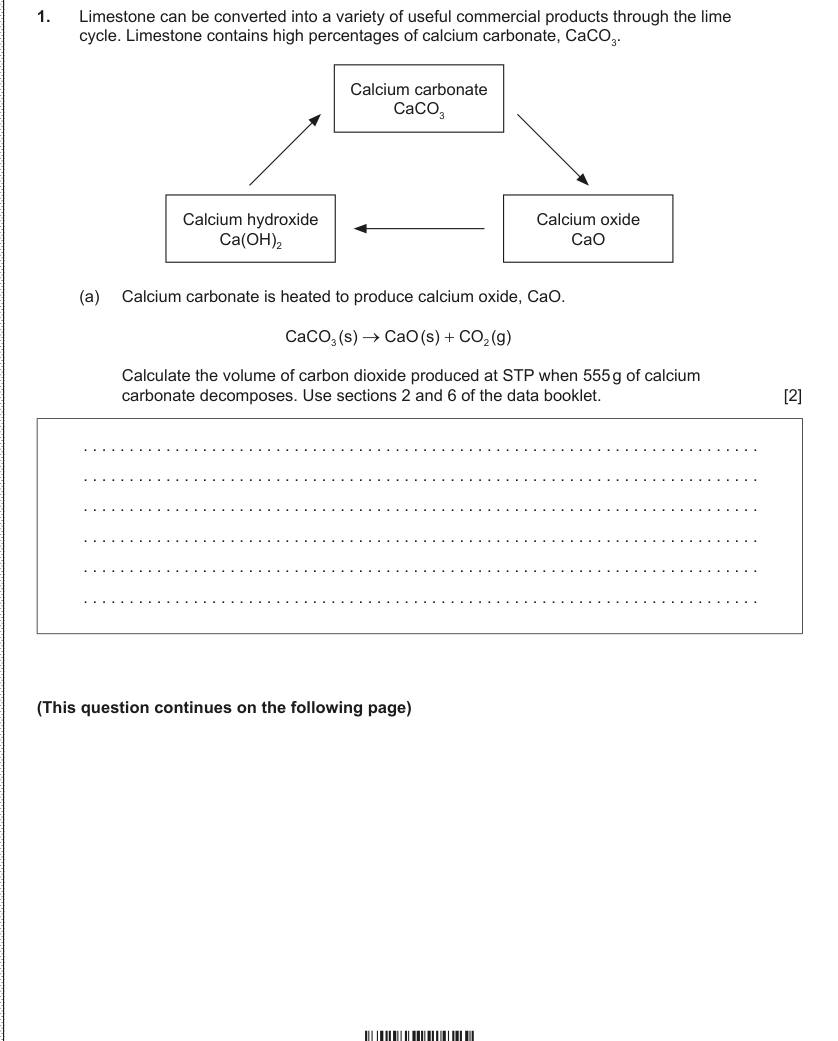 1. Limestone can be converted into a variety of useful commercial products through the lime
cycle. Limestone contains high percentages of calcium carbonate, CaCO₃.
Calcium carbonate
CaCO₃
Calcium hydroxide
Ca(OH)₂
Calcium oxide
CaO
(a) Calcium carbonate is heated to produce calcium oxide, CaO.
CaCO₃(s) → CaO(s) + CO₂(g)
Calculate the volume of carbon dioxide produced at STP when 555 g of calcium
carbonate decomposes. Use sections 2 and 6 of the data booklet. [2]
(This question continues on the following page)